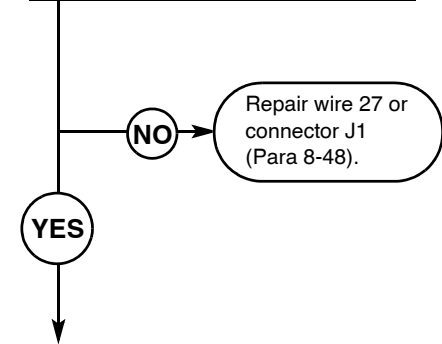 NO
Repair wire 27 or
connector J1
(Para 8-48).
YES